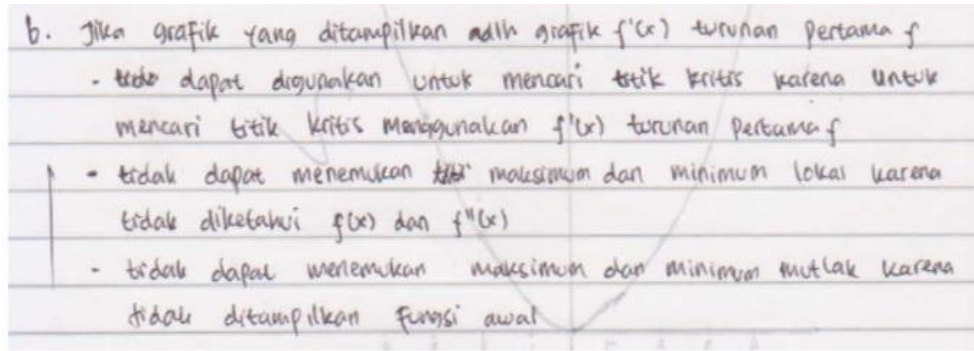 b. Jika grafik yang ditampilkan adlh grafik f'(x) turunan pertama f
- dapat digunakan untuk mencari titik kritis karena untuk
mencari titik kritis menggunakan f'(x) turunan pertama f
- tidak dapat menemukan maksimum dan minimum lokal karena
tidak diketahui f(x) dan f"(x)
- tidak dapat menemukan maksimum dan minimum mutlak karena
tidak ditampilkan fungsi awal